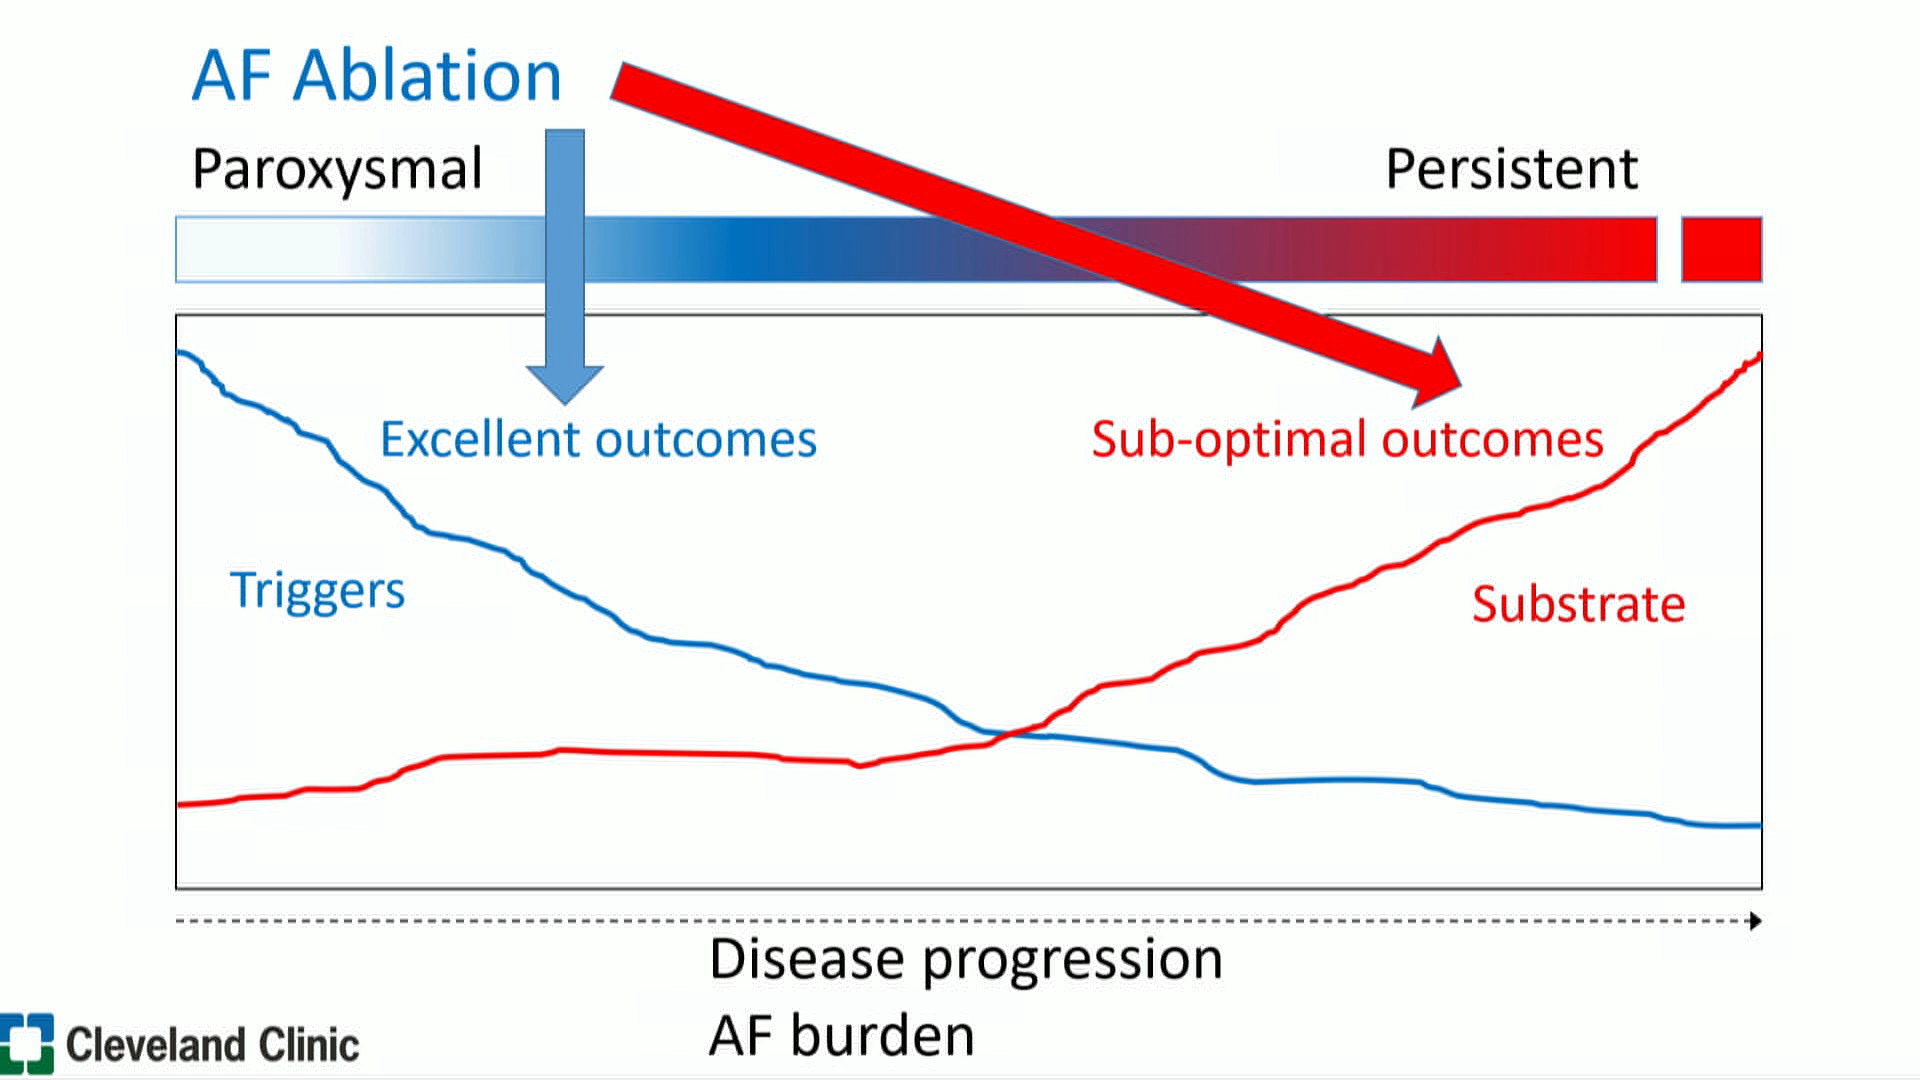 AF Ablation
Paroxysmal
Persistent
Excellent outcomes
Sub-optimal outcomes
Triggers
Substrate
Disease progression
AF burden
Cleveland Clinic